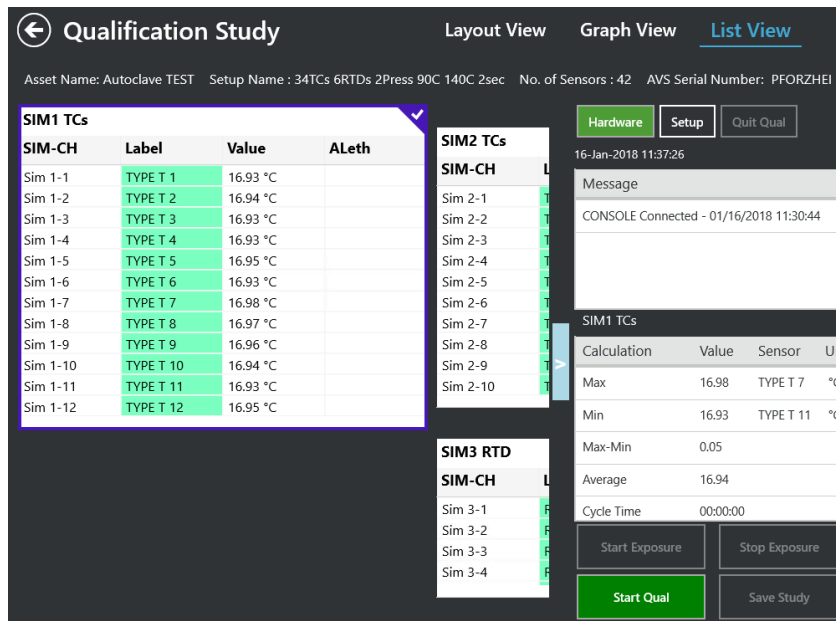 Qualification Study
Layout View Graph View List View
Asset Name: Autoclave TEST Setup Name : 34TCs 6RTDs 2Press 90C 140C 2sec No. of Sensors : 42 AVS Serial Number: PFORZHEI
SIM1 TCs
SIM-CH Label Value ALeth
Sim 1-1 TYPE T 1 16.93 °C
Sim 1-2 TYPE T 2 16.94 °C
Sim 1-3 TYPE T 3 16.93 °C
Sim 1-4 TYPE T 4 16.93 °C
Sim 1-5 TYPE T 5 16.95 °C
Sim 1-6 TYPE T 6 16.93 °C
Sim 1-7 TYPE T 7 16.98 °C
Sim 1-8 TYPE T 8 16.97 °C
Sim 1-9 TYPE T 9 16.96 °C
Sim 1-10 TYPE T 10 16.94 °C
Sim 1-11 TYPE T 11 16.93 °C
Sim 1-12 TYPE T 12 16.95 °C
SIM2 TCs
SIM-CH L
Sim 2-1
Sim 2-2
Sim 2-3
Sim 2-4
Sim 2-5
Sim 2-6
Sim 2-7
Sim 2-8
Sim 2-9
Sim 2-10
SIM3 RTD
SIM-CH L
Sim 3-1
Sim 3-2
Sim 3-3
Sim 3-4
>
Hardware Setup Quit Qual
16-Jan-2018 11:37:26
Message
CONSOLE Connected - 01/16/2018 11:30:44
SIM1 TCs
Calculation Value Sensor U
Max 16.98 TYPE T 7
Min 16.93 TYPE T 11
Max-Min 0.05
Average 16.94
Cycle Time 00:00:00
Start Exposure Stop Exposure
Start Qual Save Study